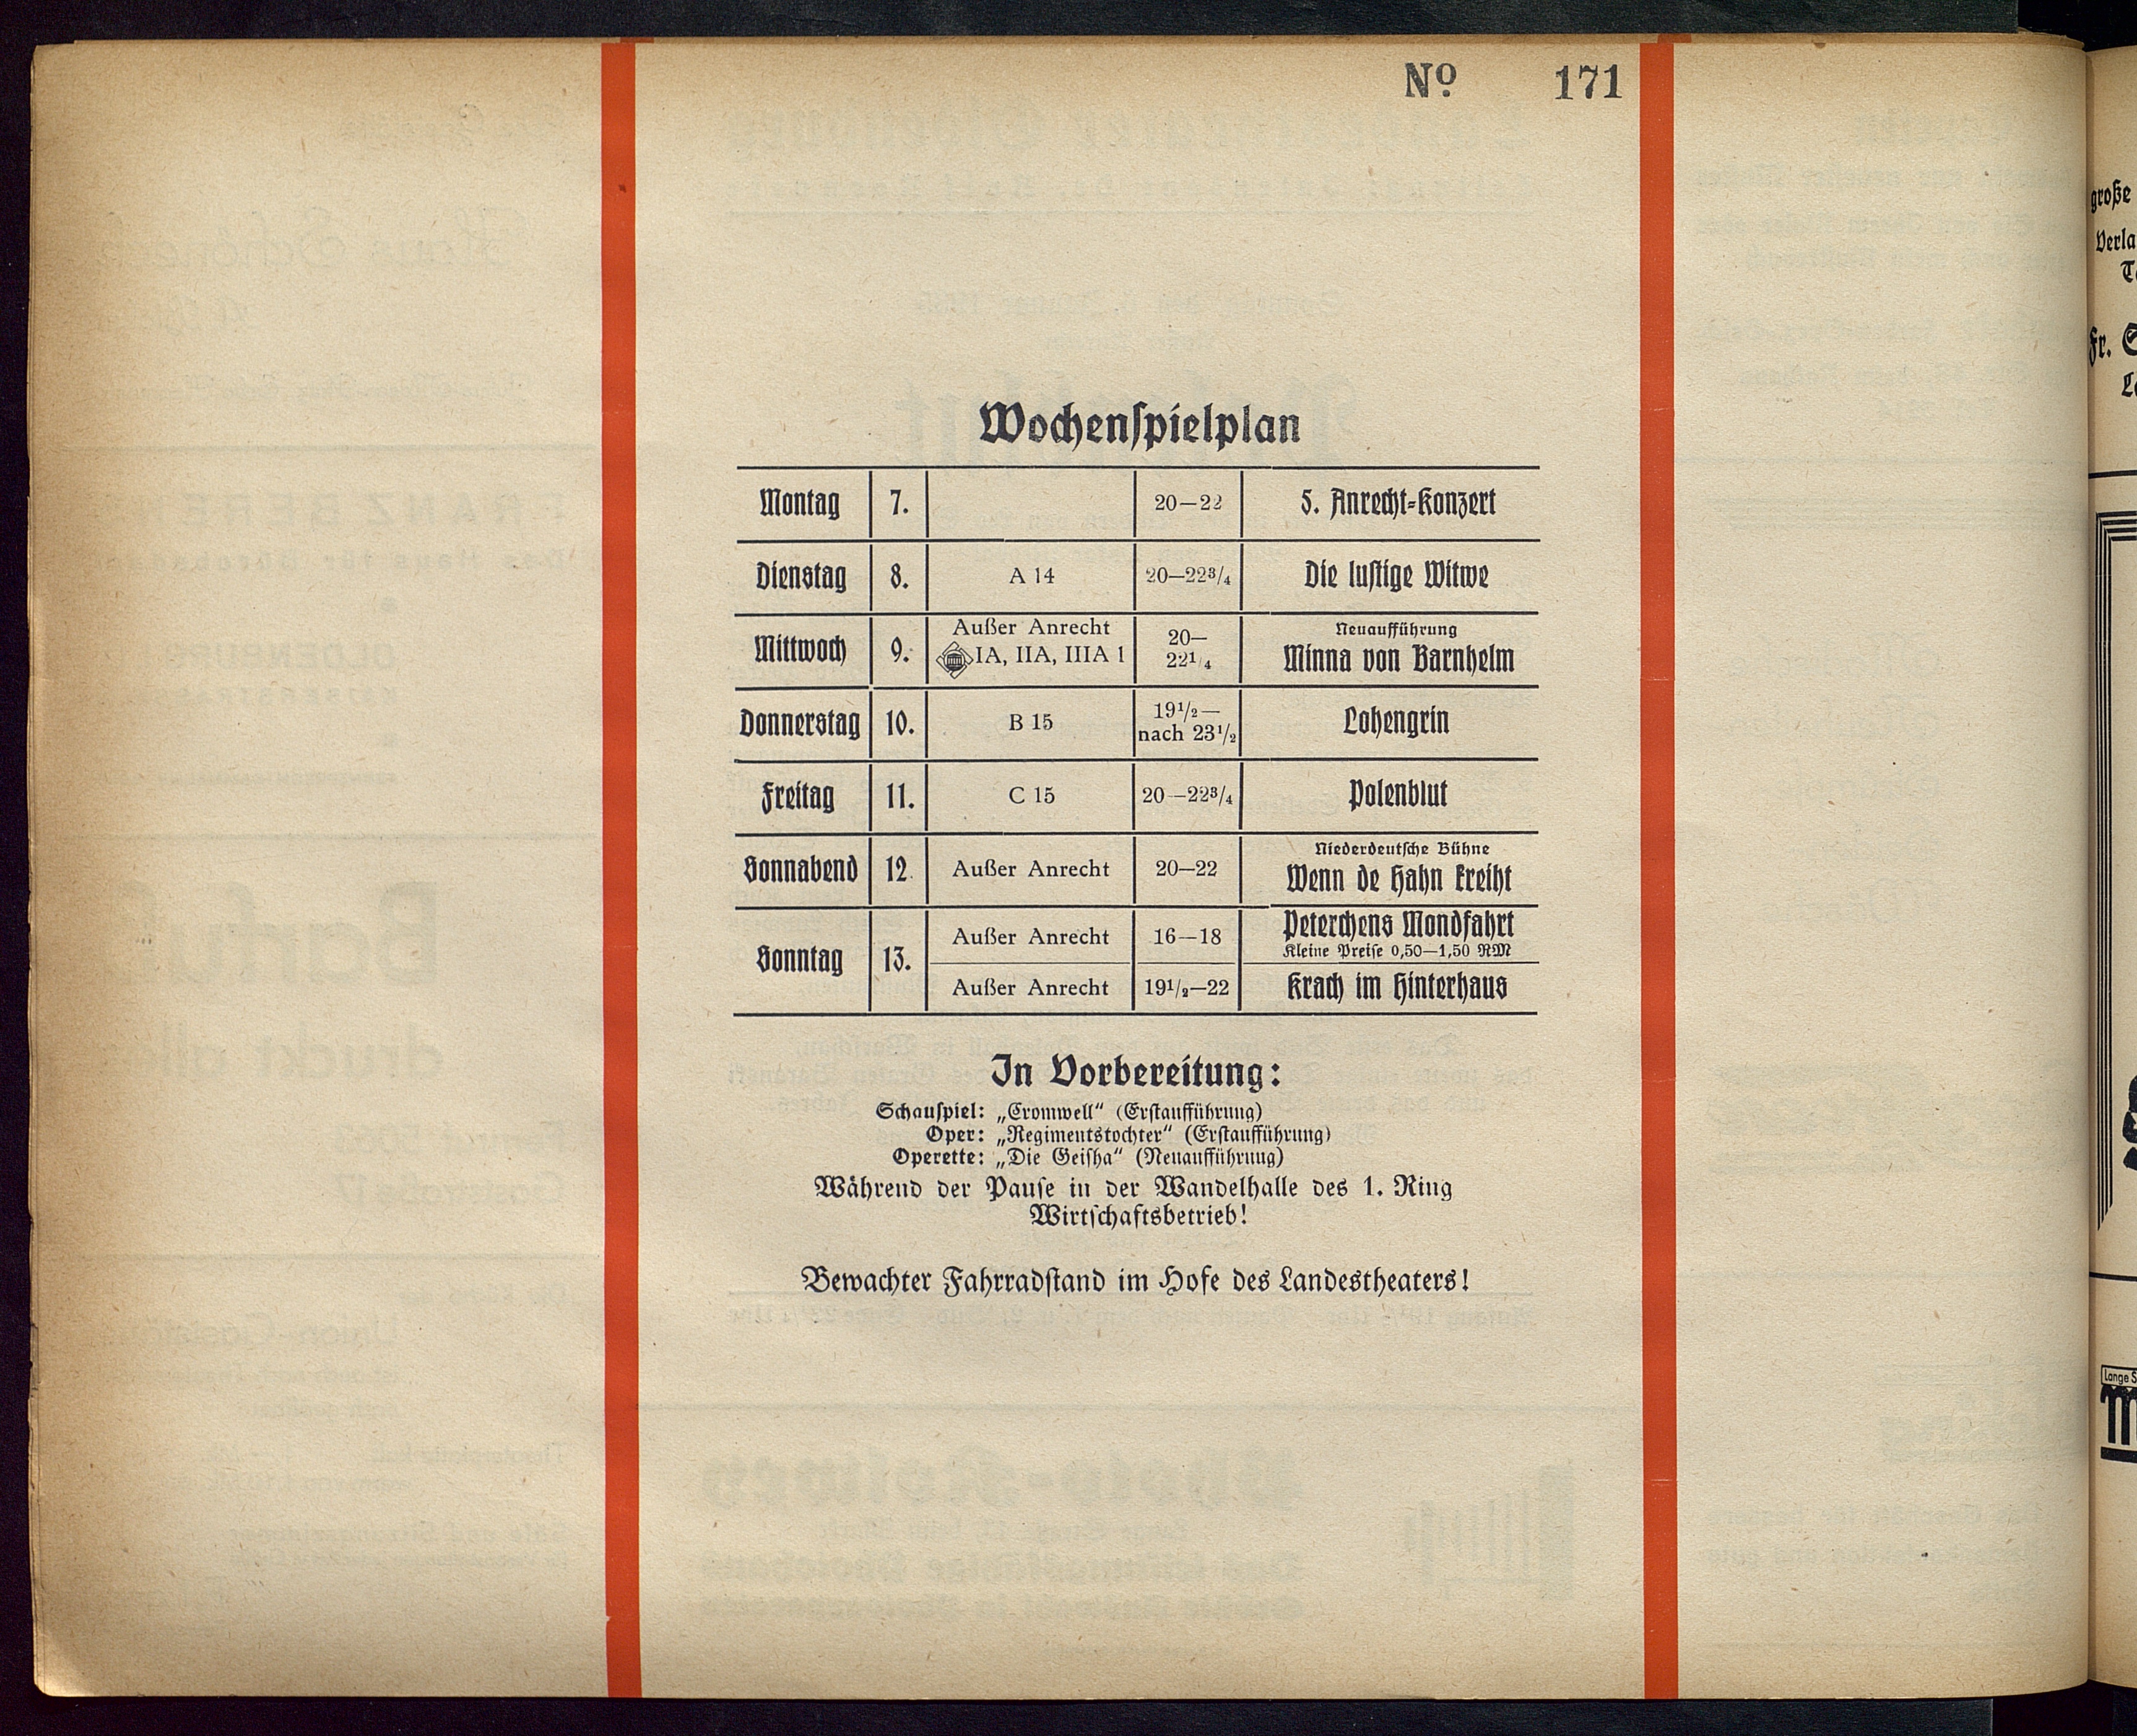 No 171
Wochenspielplan
Montag 7. 20—22 5. Anrecht-Konzert
Dienstag 8. A 14 20—22³/₄ Die lustige Witwe
Mittwoch 9. Außer Anrecht IA, IIA, IIIA 1 20—22¹/₄ Neuaufführung Minna von Barnhelm
Donnerstag 10. B 15 19¹/₂—nach 23¹/₂ Lohengrin
Freitag 11. C 15 20—22³/₄ Polenblut
Sonnabend 12. Außer Anrecht 20—22 Niederdeutsche Bühne Wenn de Hahn kreiht
Sonntag 13. Außer Anrecht 16—18 Peterchens Mondfahrt
Kleine Preise 0,50—1,50 RM
Außer Anrecht 19¹/₂—22 Krach im Hinterhaus
In Vorbereitung:
Schauspiel: „Cromwell“ (Erstaufführung)
Oper: „Regimentstochter“ (Erstaufführung)
Operette: „Die Geisha“ (Neuaufführung)
Während der Pause in der Wandelhalle des 1. Ring
Wirtschaftsbetrieb!
Bewachter Fahrradstand im Hofe des Landestheaters!
große
Fr.
Lange